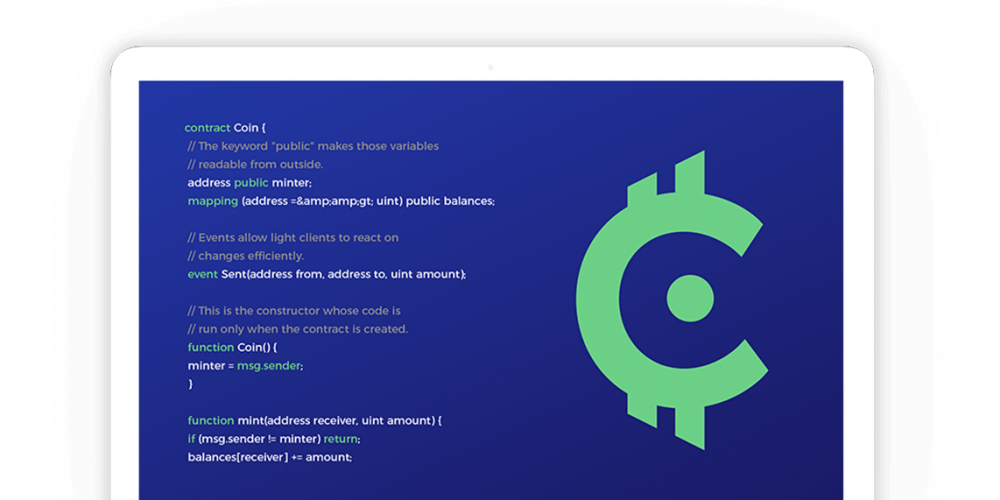 contract Coin {
// The keyword "public" makes those variables
// readable from outside.
address public minter;
mapping (address =&amp;amp;gt; uint) public balances;
// Events allow light clients to react on
// changes efficiently.
event Sent(address from, address to, uint amount);
// This is the constructor whose code is
// run only when the contract is created.
function Coin() {
minter = msg.sender;
}
function mint(address receiver, uint amount) {
if (msg.sender != minter) return;
balances[receiver] += amount;